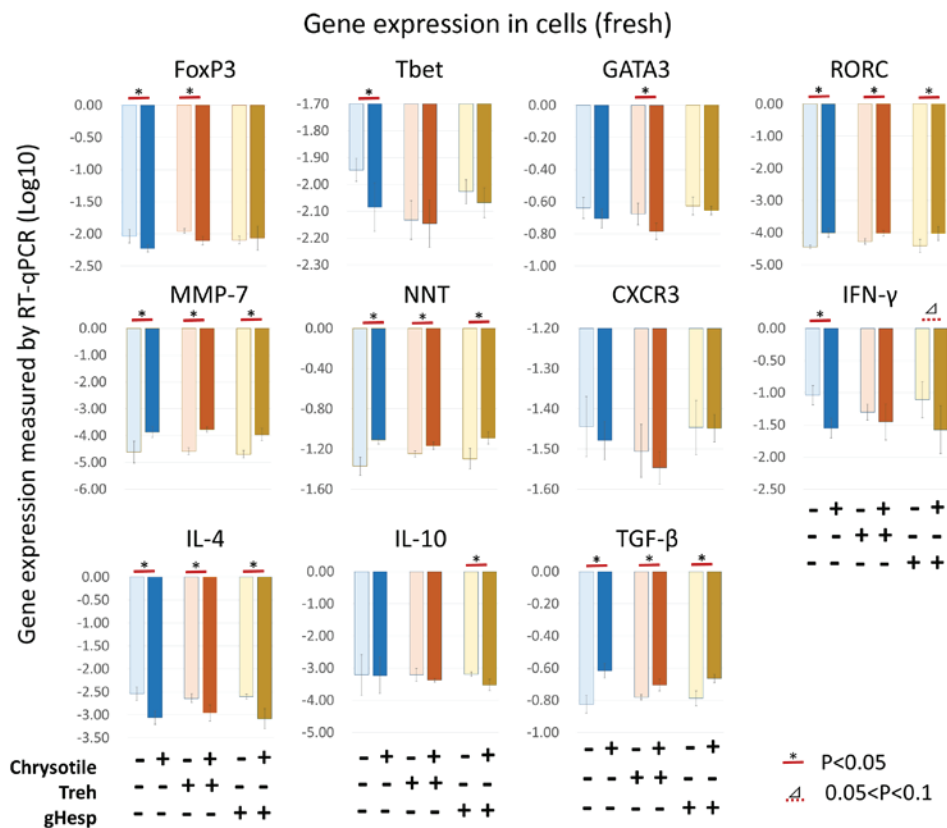 Gene expression in cells (fresh)
Gene expression measured by RT-qPCR (Log10)
FoxP3 Tbet GATA3 RORC
* * * * * * *
0.00 -1.70 0.00 0.00
-0.50 -1.80 -0.20 -1.00
-1.00 -1.90 -0.40 -2.00
-1.50 -2.00 -0.60 -3.00
-2.00 -2.10 -0.80 -4.00
-2.50 -2.20 -1.00 -5.00
-2.30
MMP-7 NNT CXCR3 IFN-γ
* * * * * * * ⊿
0.00 0.00 -1.20 0.00
-1.00 -0.40 -1.30 -0.50
-2.00 -0.80 -1.40 -1.00
-3.00 -1.20 -1.50 -1.50
-4.00 -1.60 -1.60 -2.00
-5.00 -2.50
-6.00
- + - + - +
- - + + - -
- - - - + +
IL-4 IL-10 TGF-β
* * * * * * *
0.00 0.00 0.00
-0.50 -1.00 -0.20
-1.00 -2.00 -0.40
-1.50 -3.00 -0.60
-2.00 -4.00 -0.80
-2.50 -5.00 -1.00
-3.00
-3.50
Chrysotile - + - + - + - + - + - + - + - + - +
Treh - - + + - - - - + + - - - - + + - -
gHesp - - - - + + - - - - + + - - - - + +
* P<0.05
⊿ 0.05<P<0.1